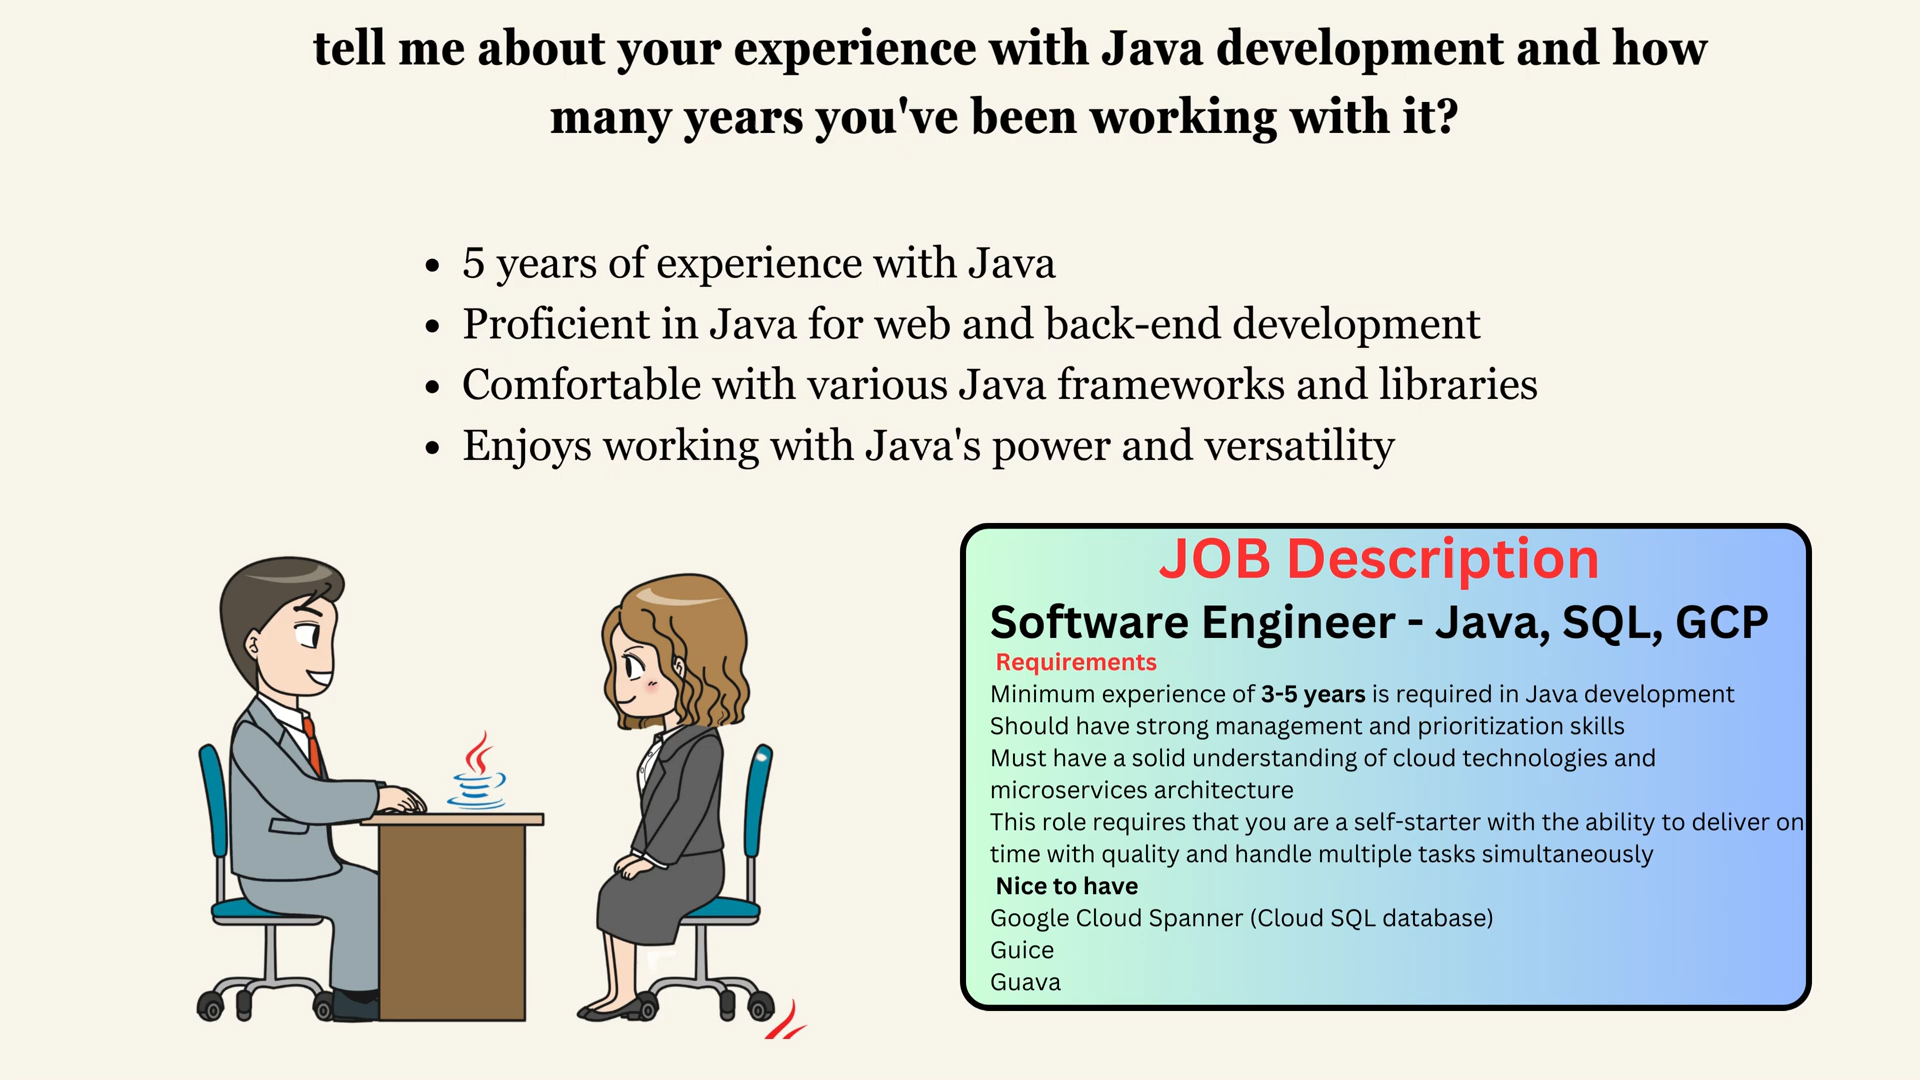 tell me about your experience with Java development and how
many years you've been working with it?
• 5 years of experience with Java
• Proficient in Java for web and back-end development
• Comfortable with various Java frameworks and libraries
• Enjoys working with Java's power and versatility
JOB Description
Software Engineer - Java, SQL, GCP
Requirements
Minimum experience of 3-5 years is required in Java development
Should have strong management and prioritization skills
Must have a solid understanding of cloud technologies and
microservices architecture
This role requires that you are a self-starter with the ability to deliver on
time with quality and handle multiple tasks simultaneously
Nice to have
Google Cloud Spanner (Cloud SQL database)
Guice
Guava